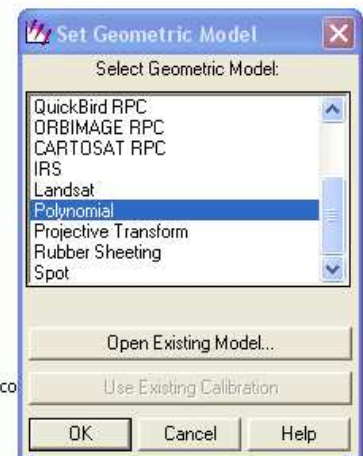 Set Geometric Model
Select Geometric Model:
QuickBird RPC
ORBIMAGE RPC
CARTOSAT RPC
IRS
Landsat
Polynomial
Projective Transform
Rubber Sheeting
Spot
Open Existing Model...
co
Use Existing Calibration
OK Cancel Help